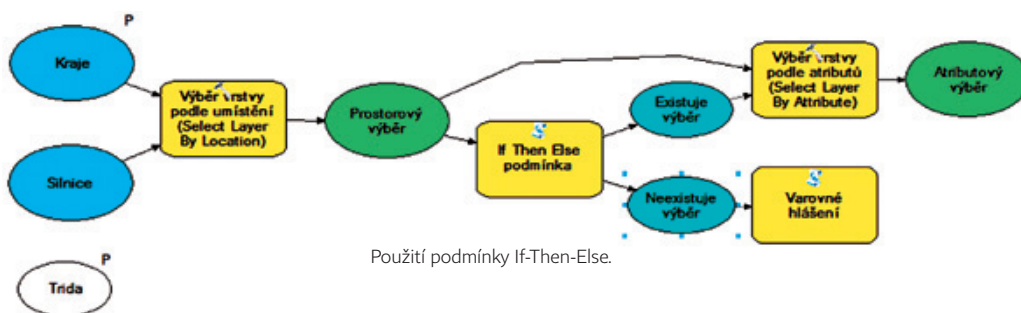 P
Kraje
Silnice
P
Trida
Výběr vrstvy
podle umístění
(Select Layer
By Location)
Prostorový
výběr
If Then Else
podmínka
Existuje
výběr
Neexistuje
výběr
Výběr vrstvy
podle atributů
(Select Layer
By Attribute)
Atributový
výběr
Varovné
hlášení
Použití podmínky If-Then-Else.